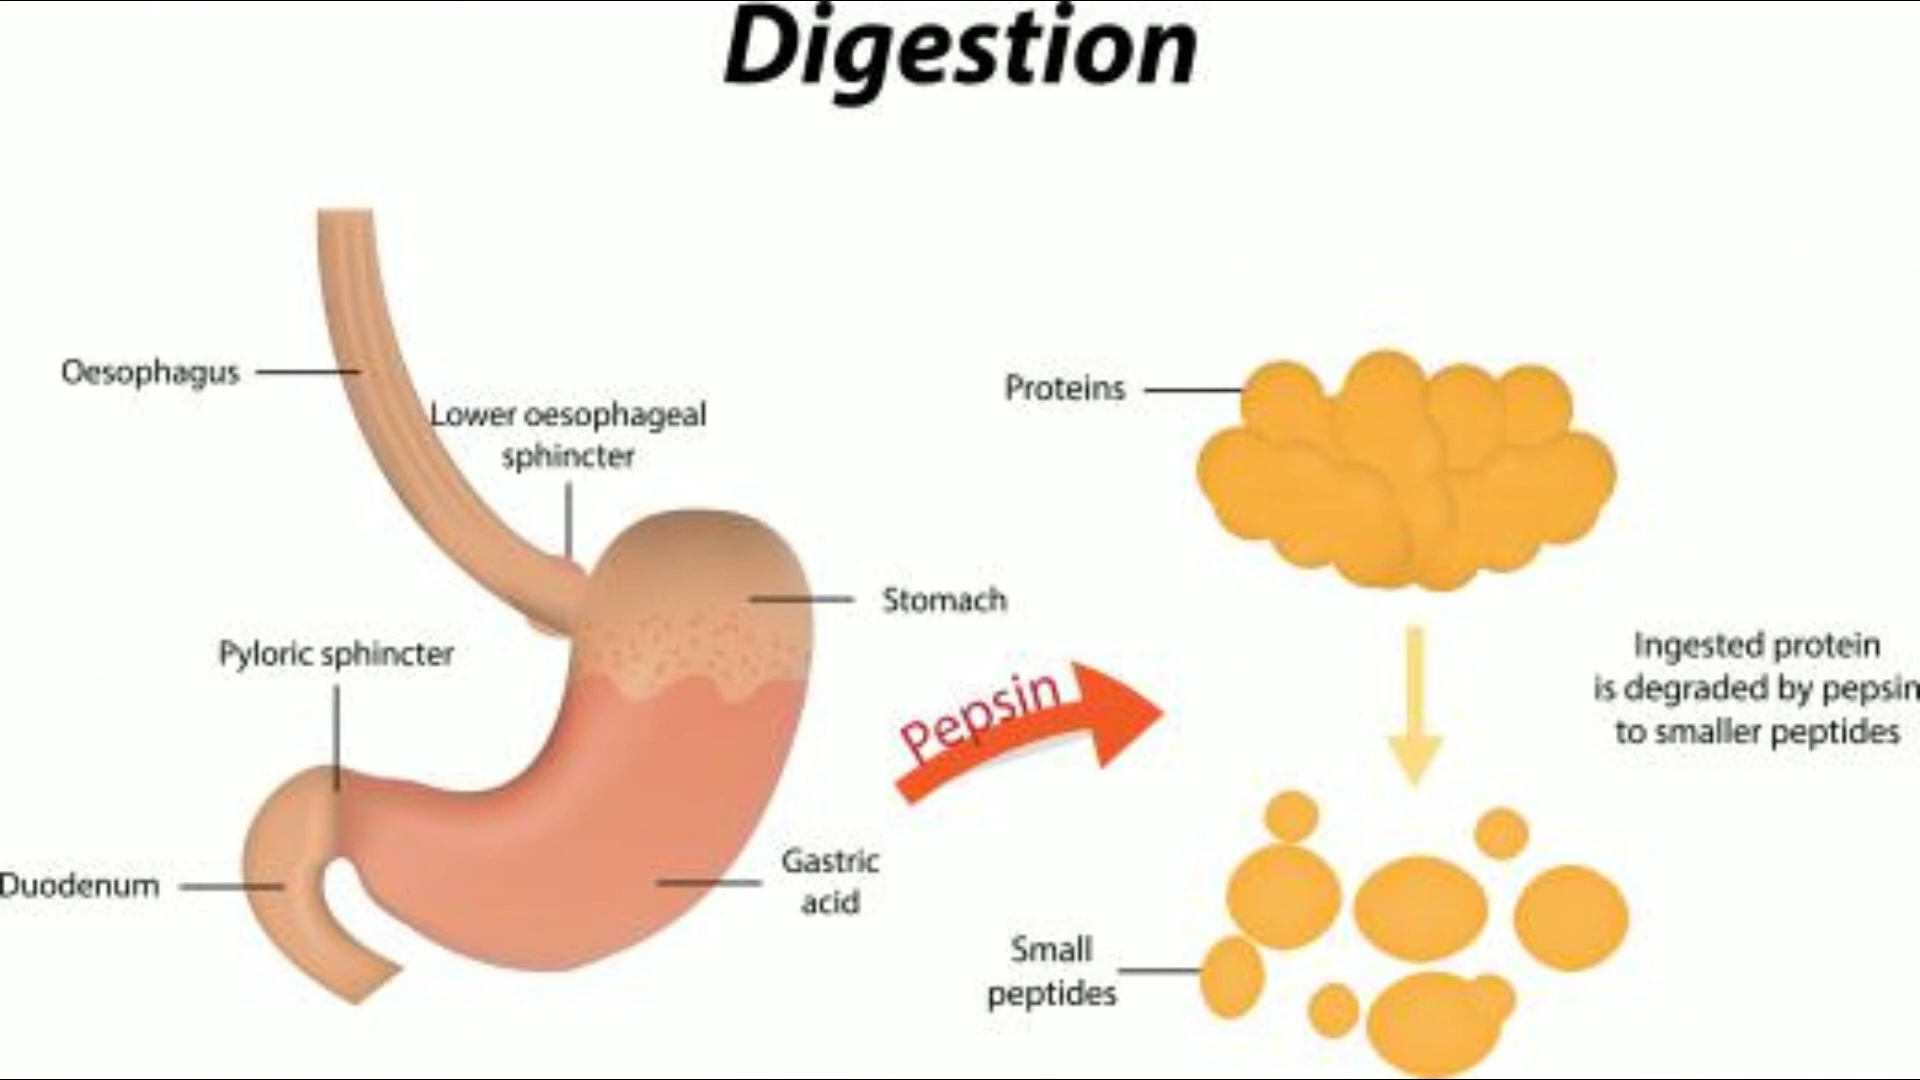 Digestion
Oesophagus
Lower oesophageal
sphincter
Pyloric sphincter
Stomach
Duodenum
Gastric
acid
Pepsin
Proteins
Ingested protein
is degraded by pepsin
to smaller peptides
Small
peptides